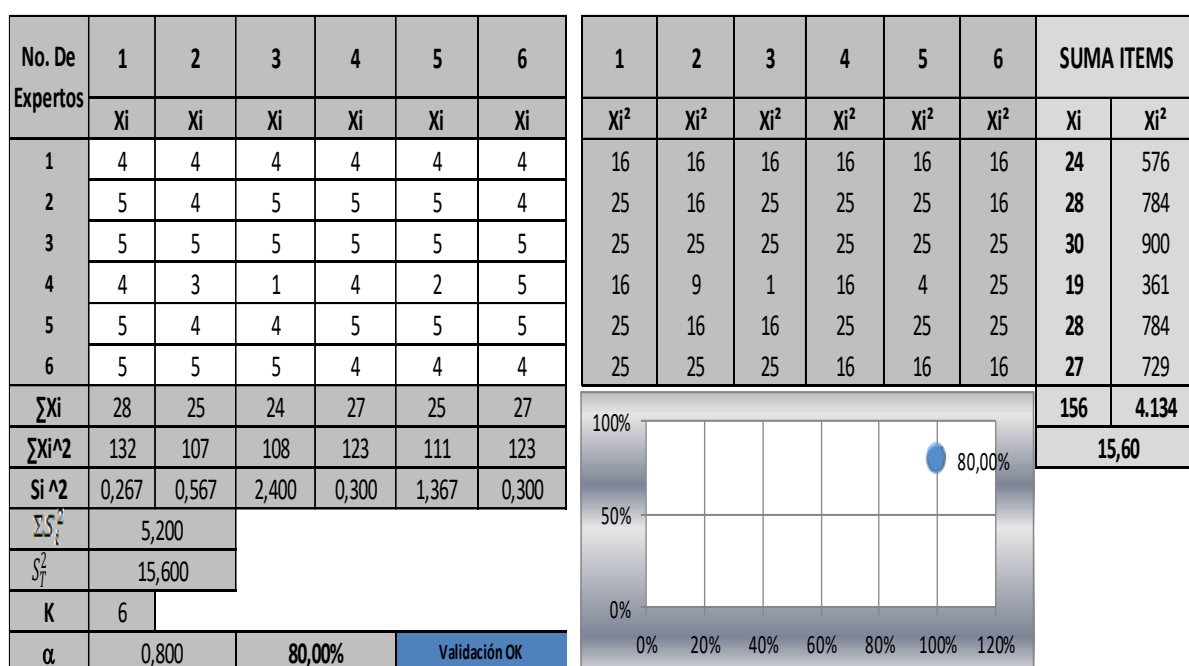 No. De Expertos 1 2 3 4 5 6
Xi Xi Xi Xi Xi Xi
1 4 4 4 4 4 4
2 5 4 5 5 5 4
3 5 5 5 5 5 5
4 4 3 1 4 2 5
5 5 4 4 5 5 5
6 5 5 5 4 4 4
∑Xi 28 25 24 27 25 27
∑Xi^2 132 107 108 123 111 123
Si ^2 0,267 0,567 2,400 0,300 1,367 0,300
ΣS_i^2 5,200
S_T^2 15,600
K 6
α 0,800 80,00% Validación OK
1 2 3 4 5 6 SUMA ITEMS
Xi² Xi² Xi² Xi² Xi² Xi² Xi Xi²
16 16 16 16 16 16 24 576
25 16 25 25 25 16 28 784
25 25 25 25 25 25 30 900
16 9 1 16 4 25 19 361
25 16 16 25 25 25 28 784
25 25 25 16 16 16 27 729
156 4.134
15,60
100%
80,00%
50%
0%
0% 20% 40% 60% 80% 100% 120%